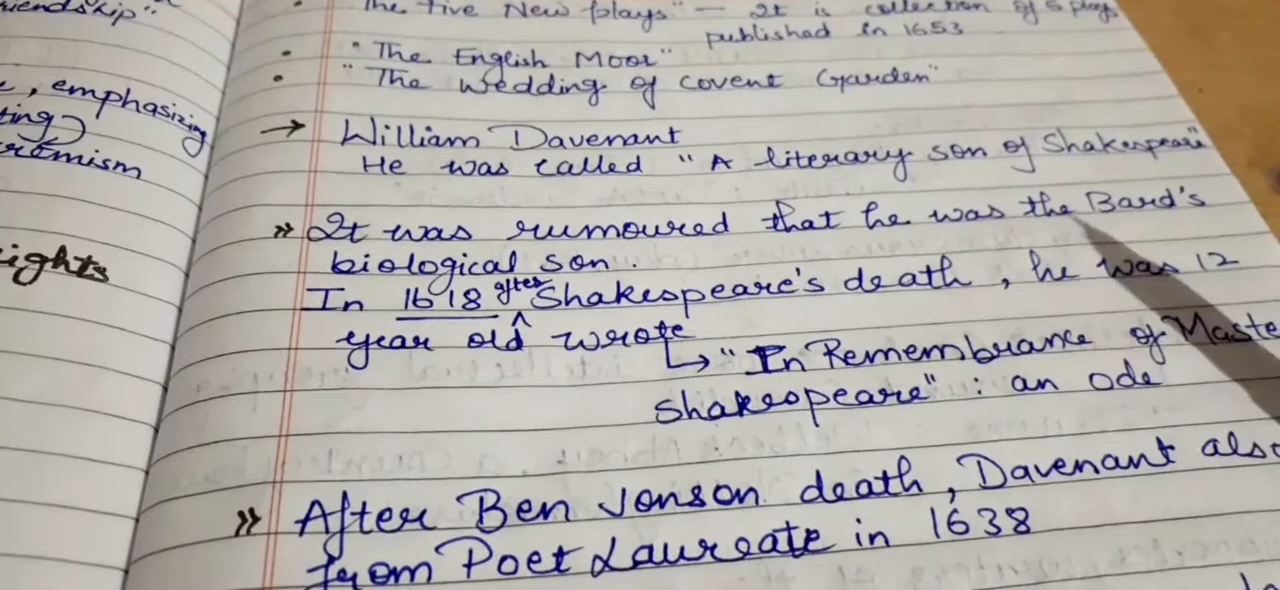 riendship"
, emphasizing
ting)
remism
ights
"The Five New plays" — It is collection of 5 plays
published in 1653
• "The English Moor"
• "The Wedding of Covent Garden"
→ William Davenant
He was called "A literary son of Shakespeare"
» It was rumoured that he was the Bard's
biological son.
In 1618 after Shakespeare's death, he was 12
year old ^ wrote
↳ "In Remembrance of Maste
Shakespeare" : an ode
» After Ben Jonson death, Davenant also
from Poet Laureate in 1638